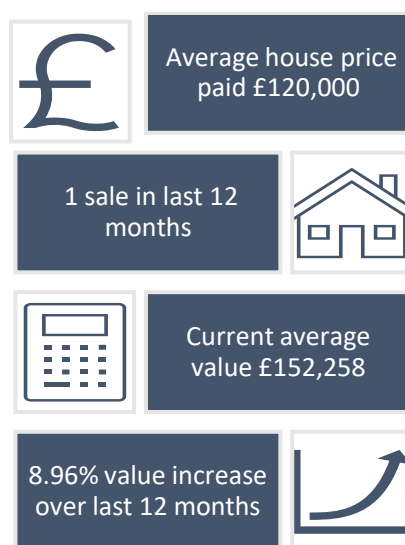 £
Average house price
paid £120,000
1 sale in last 12
months
Current average
value £152,258
8.96% value increase
over last 12 months